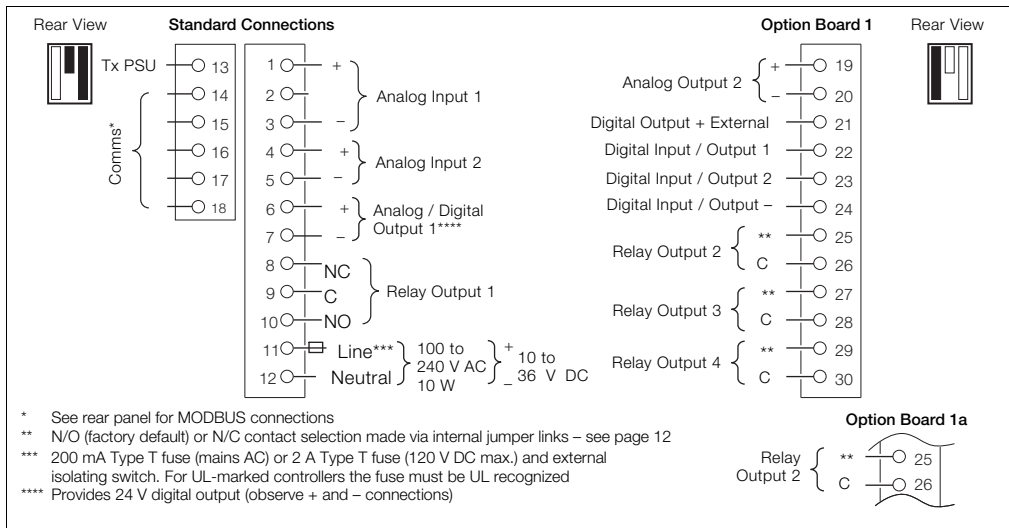 Rear View Standard Connections Option Board 1 Rear View
Tx PSU 13 1 + 19 +
14 2 Analog Input 1 Analog Output 2 20 –
15 3 – Digital Output + External 21
Comms* 16 4 + Analog Input 2 Digital Input / Output 1 22
17 5 – Digital Input / Output 2 23
18 6 + Analog / Digital Digital Input / Output – 24
7 – Output 1**** ** 25
8 NC Relay Output 2 C 26
9 C Relay Output 1 ** 27
10 NO Relay Output 3 C 28
11 Line*** 100 to + 10 to ** 29
12 Neutral 240 V AC – 36 V DC Relay Output 4 C 30
10 W
* See rear panel for MODBUS connections
** N/O (factory default) or N/C contact selection made via internal jumper links – see page 12
*** 200 mA Type T fuse (mains AC) or 2 A Type T fuse (120 V DC max.) and external
isolating switch. For UL-marked controllers the fuse must be UL recognized
**** Provides 24 V digital output (observe + and – connections)
Option Board 1a
Relay ** 25
Output 2 C 26